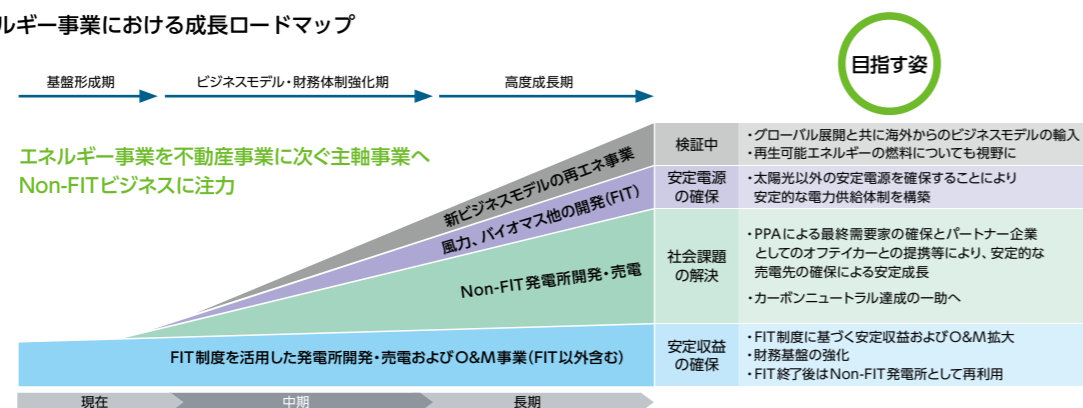 ルギー事業における成長ロードマップ
目指す姿
基盤形成期
ビジネスモデル・財務体制強化期
高度成長期
エネルギー事業を不動産事業に次ぐ主軸事業へ
Non-FITビジネスに注力
新ビジネスモデルの再エネ事業
検証中
・グローバル展開と共に海外からのビジネスモデルの輸入
・再生可能エネルギーの燃料についても視野に
風力、バイオマス他の開発(FIT)
安定電源
の確保
・太陽光以外の安定電源を確保することにより
安定的な電力供給体制を構築
Non-FIT発電所開発・売電
社会課題
の解決
・PPAによる最終需要家の確保とパートナー企業
としてのオフテイカーとの提携等により、安定的な
売電先の確保による安定成長
・カーボンニュートラル達成の一助へ
FIT制度を活用した発電所開発・売電およびO&M事業(FIT以外含む)
安定収益
の確保
・FIT制度に基づく安定収益およびO&M拡大
・財務基盤の強化
・FIT終了後はNon-FIT発電所として再利用
現在
中期
長期